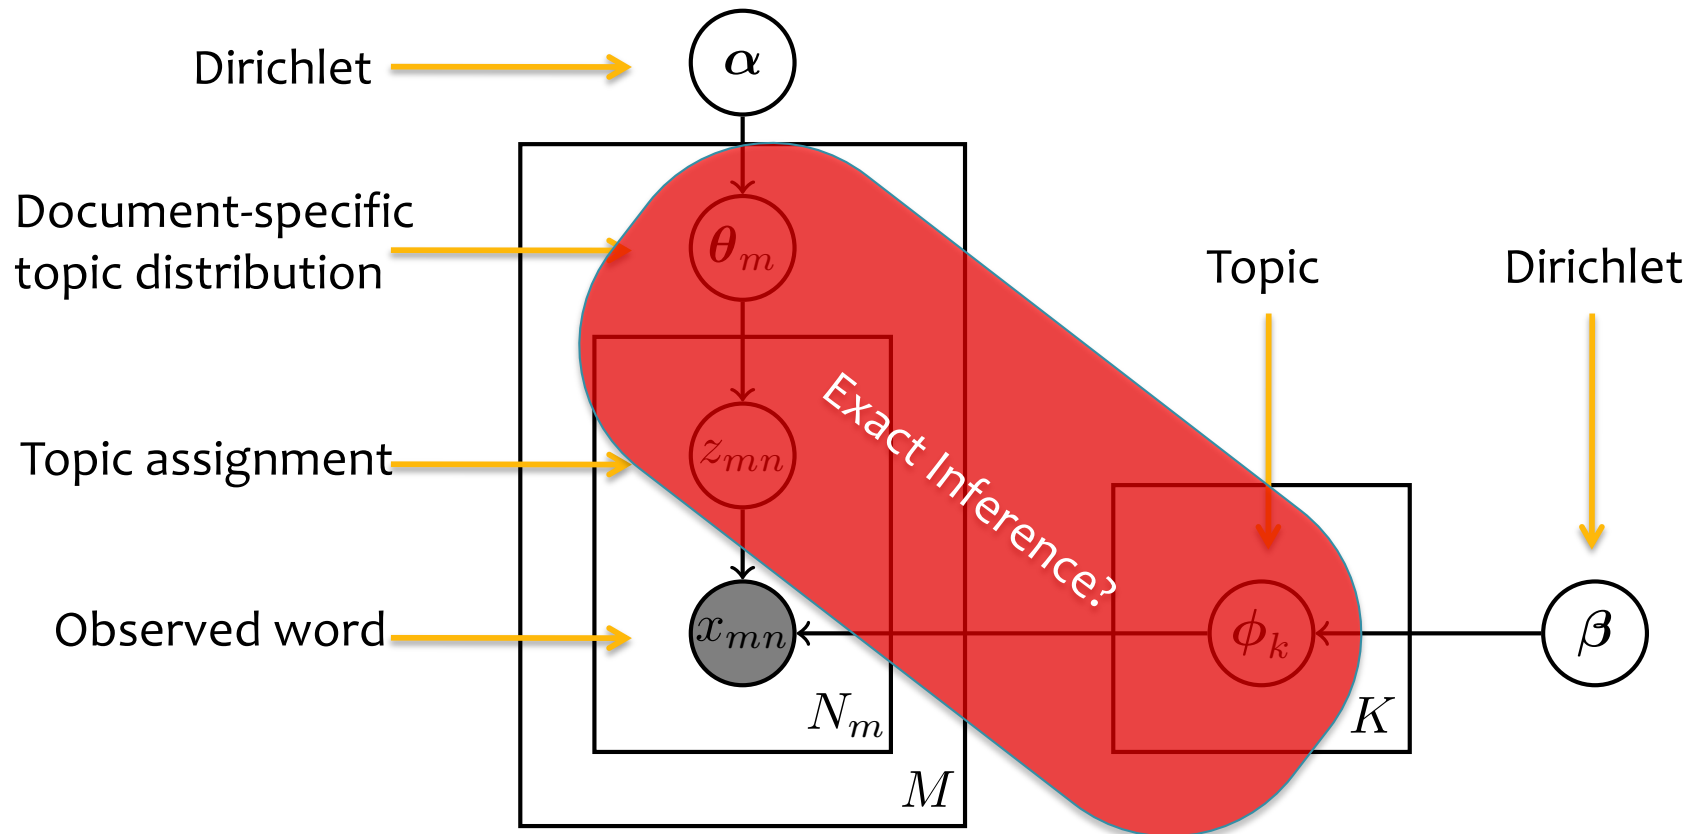 Dirichlet
α
Document-specific
topic distribution
θm
Topic
Dirichlet
Exact Inference?
Topic assignment
zmn
Observed word
xmn
ϕk
β
Nm
K
M